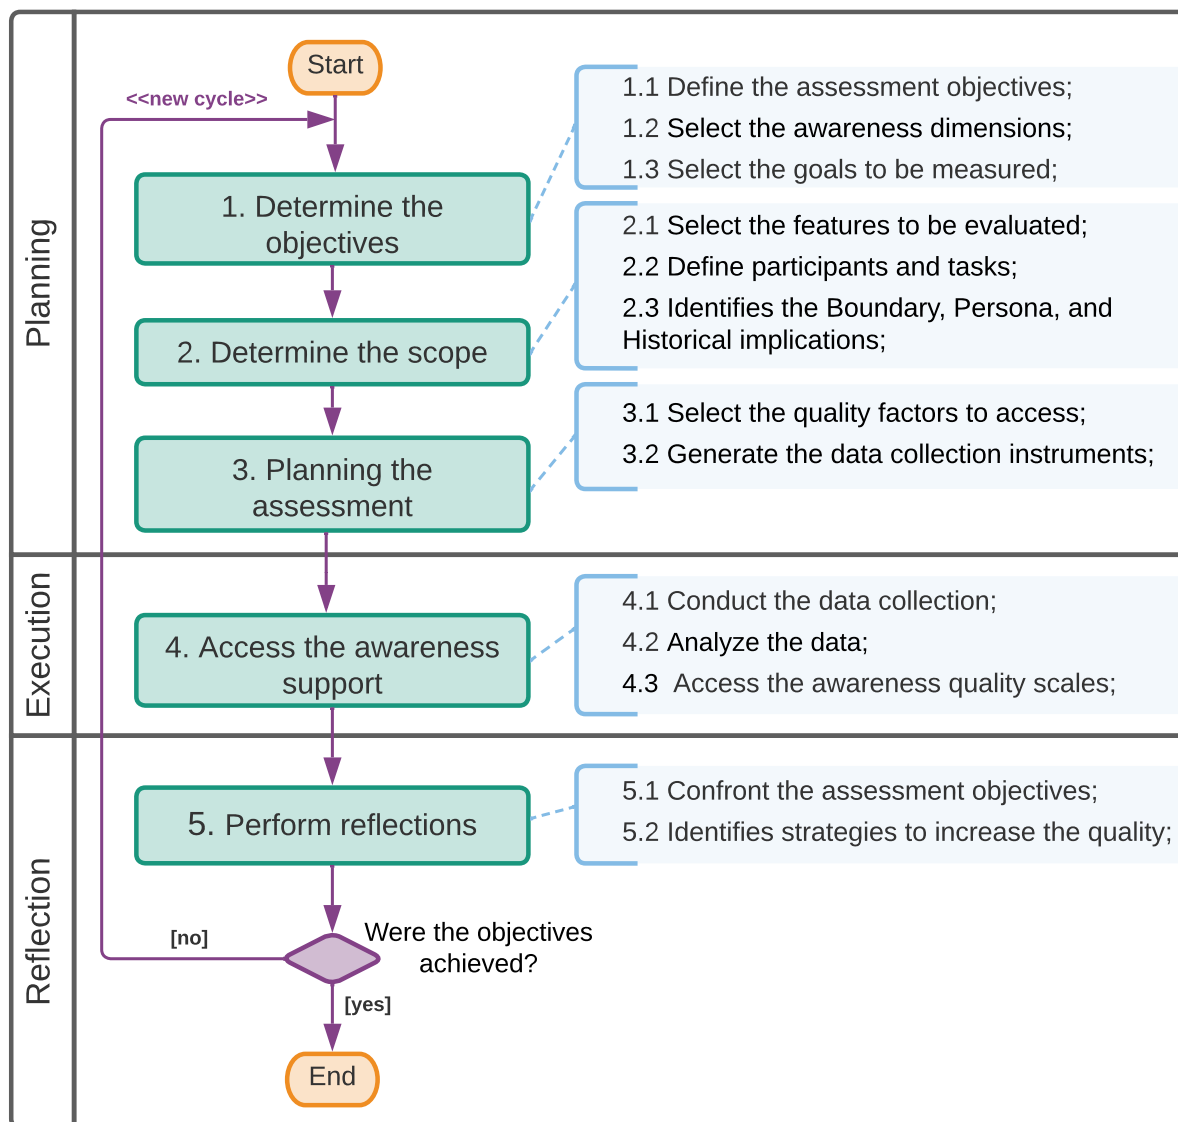 Planning
Start
<<new cycle>>
1. Determine the
objectives
1.1 Define the assessment objectives;
1.2 Select the awareness dimensions;
1.3 Select the goals to be measured;
2. Determine the scope
2.1 Select the features to be evaluated;
2.2 Define participants and tasks;
2.3 Identifies the Boundary, Persona, and
Historical implications;
3. Planning the
assessment
3.1 Select the quality factors to access;
3.2 Generate the data collection instruments;
Execution
4. Access the awareness
support
4.1 Conduct the data collection;
4.2 Analyze the data;
4.3 Access the awareness quality scales;
Reflection
5. Perform reflections
5.1 Confront the assessment objectives;
5.2 Identifies strategies to increase the quality;
Were the objectives
achieved?
[no]
[yes]
End